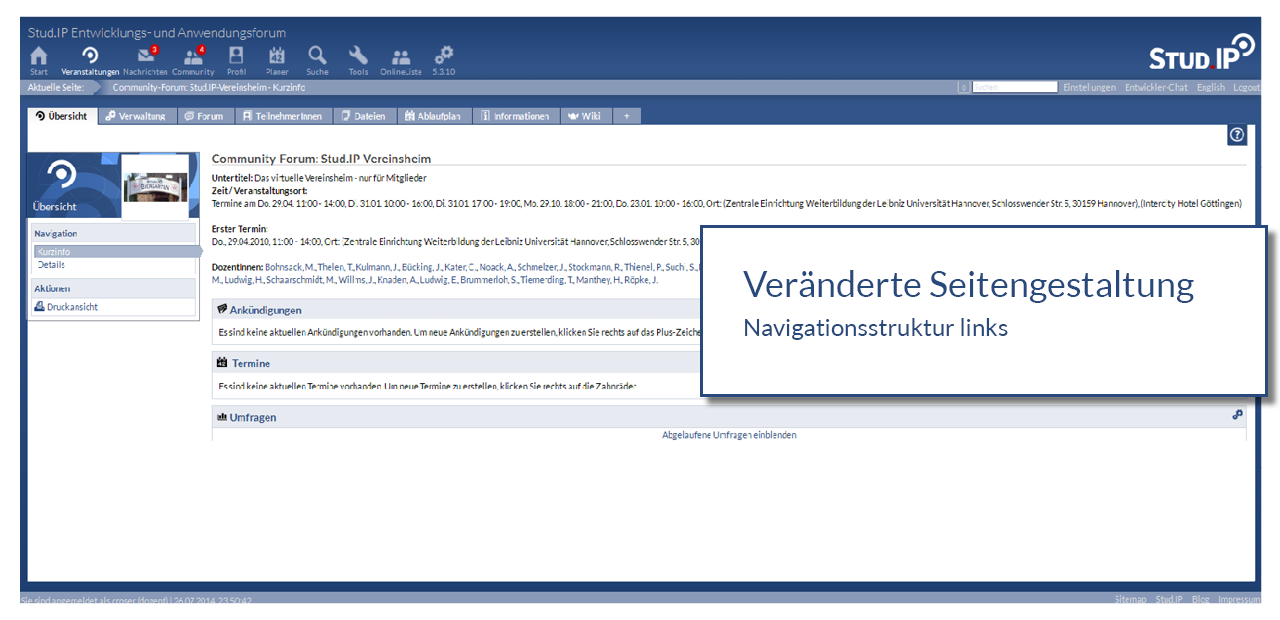 Stud.IP Entwicklungs- und Anwendungsforum
3 4
Start Veranstaltungen Nachrichten Community Profil Planer Suche Tools Onlineliste 5.3.10
STUD.IP
Aktuelle Seite: Community-Forum: Stud.IP-Vereinsheim - Kurzinfo
Einstellungen Entwickler-Chat English Logout
Übersicht Verwaltung Forum TeilnehmerInnen Dateien Ablaufplan Informationen Wiki +
?
Community Forum: Stud.IP Vereinsheim
Untertitel: Das virtuelle Vereinsheim - nur für Mitglieder
Zeit / Veranstaltungsort:
Termine am Do. 29.04. 11:00 - 14:00, Di. 31.01. 10:00 - 16:00, Di. 31.01. 17:00 - 19:00, Mo. 29.10. 18:00 - 21:00, Do. 23.01. 10:00 - 16:00, Ort: (Zentrale Einrichtung Weiterbildung der Leibniz Universität Hannover, Schlosswender Str. 5, 30159 Hannover), (Intercity Hotel Göttingen)
BIERGARTEN
Übersicht
Erster Termin:
Do., 29.04.2010, 11:00 - 14:00, Ort: (Zentrale Einrichtung Weiterbildung der Leibniz Universität Hannover, Schlosswender Str. 5, 30
Navigation
Kurzinfo
Details
Aktionen
Druckansicht
DozentInnen: Bohnsack, M., Thelen, T., Kulmann, J., Bücking, J., Kater, C., Noack, A., Schmelzer, J., Stockmann, R., Thienel, P., Such, S.,
M., Ludwig, H., Schaarschmidt, M., Willms, J., Knaden, A., Ludwig, E., Brummerloh, S., Tiemerding, T., Manthey, H., Röpke, J.
Ankündigungen
Es sind keine aktuellen Ankündigungen vorhanden. Um neue Ankündigungen zu erstellen, klicken Sie rechts auf das Plus-Zeiche
Termine
Es sind keine aktuellen Termine vorhanden. Um neue Termine zu erstellen, klicken Sie rechts auf die Zahnräder.
Umfragen
Abgelaufene Umfragen einblenden
Veränderte Seitengestaltung
Navigationsstruktur links
Sie sind angemeldet als croser (dozent) | 26.07.2014, 23:50:42
Sitemap Stud.IP Blog Impressum